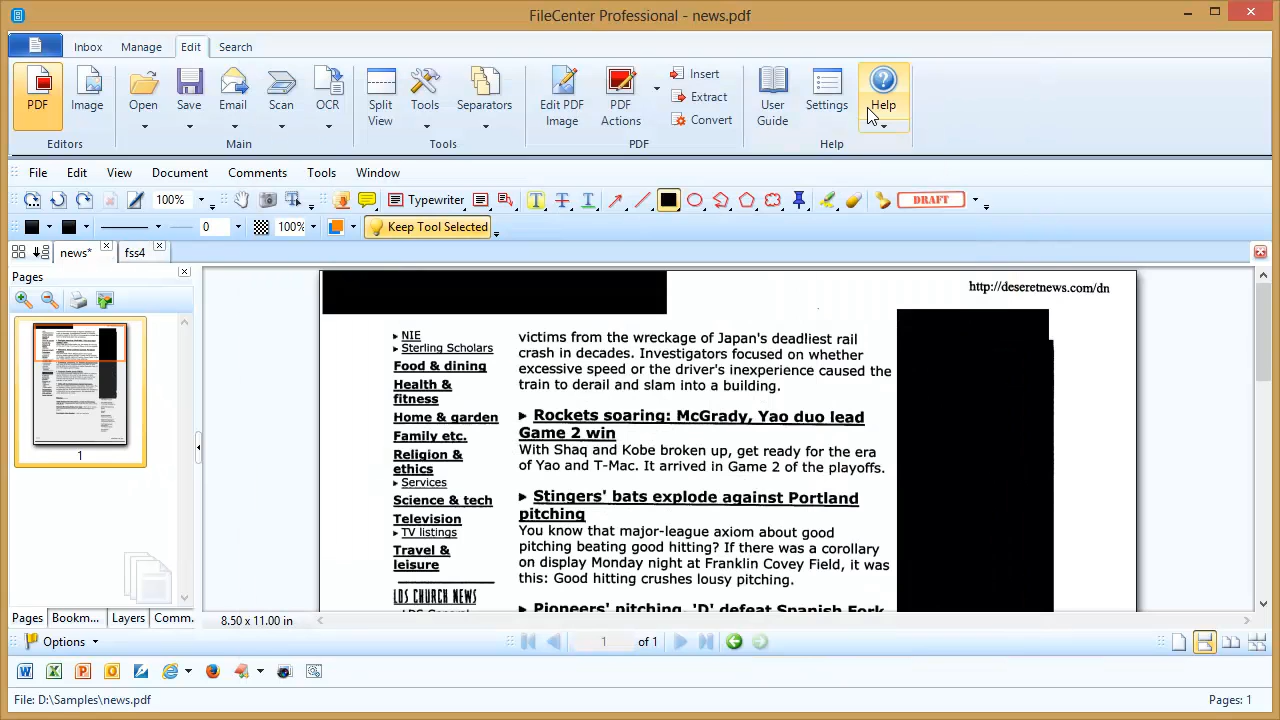 FileCenter Professional - news.pdf
Inbox Manage Edit Search
PDF Image Open Save Email Scan OCR Split View Tools Separators Edit PDF Image PDF Actions Insert Extract Convert User Guide Settings Help
Editors Main Tools PDF Help
File Edit View Document Comments Tools Window
100% Typewriter T T T DRAFT
0 100% Keep Tool Selected
news* fss4
Pages
1
http://deseretnews.com/dn
NIE
Sterling Scholars
Food & dining
Health &
fitness
Home & garden
Family etc.
Religion &
ethics
Services
Science & tech
Television
TV listings
Travel &
leisure
LDS CHURCH NEWS
LDS General
victims from the wreckage of Japan's deadliest rail
crash in decades. Investigators focused on whether
excessive speed or the driver's inexperience caused the
train to derail and slam into a building.
Rockets soaring: McGrady, Yao duo lead
Game 2 win
With Shaq and Kobe broken up, get ready for the era
of Yao and T-Mac. It arrived in Game 2 of the playoffs.
Stingers' bats explode against Portland
pitching
You know that major-league axiom about good
pitching beating good hitting? If there was a corollary
on display Monday night at Franklin Covey Field, it was
this: Good hitting crushes lousy pitching.
Pioneers' pitching, 'D' defeat Spanish Fork
Pages Bookm... Layers Comm.
8.50 x 11.00 in
Options 1 of 1
File: D:\Samples\news.pdf Pages: 1